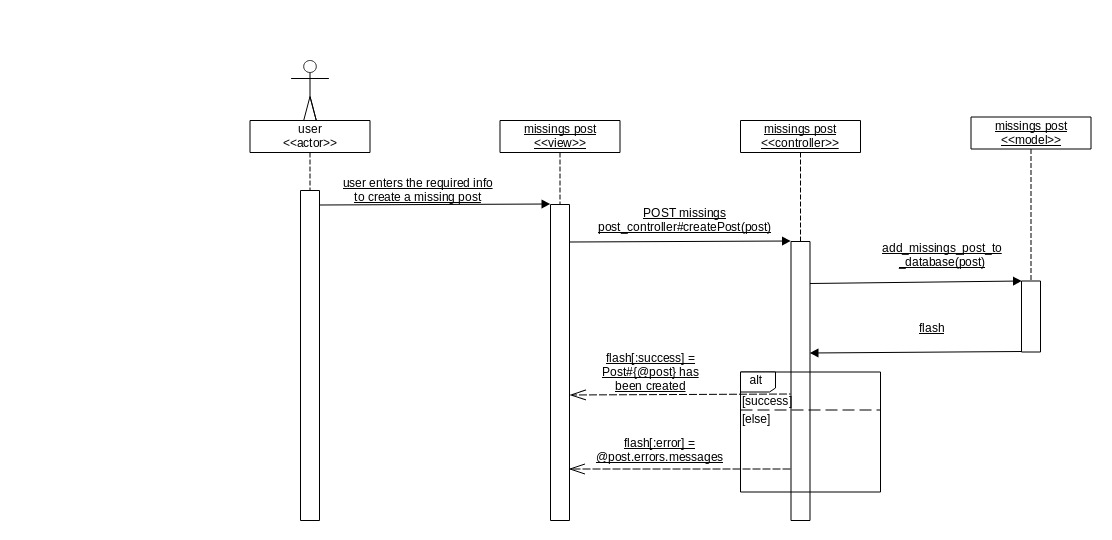 user
<<actor>>
missings post
<<view>>
missings post
<<controller>>
missings post
<<model>>
user enters the required info
to create a missing post
POST missings
post_controller#createPost(post)
add_missings_post_to
_database(post)
flash
flash[:success] =
Post#{@post} has
been created
alt
[success]
[else]
flash[:error] =
@post.errors.messages